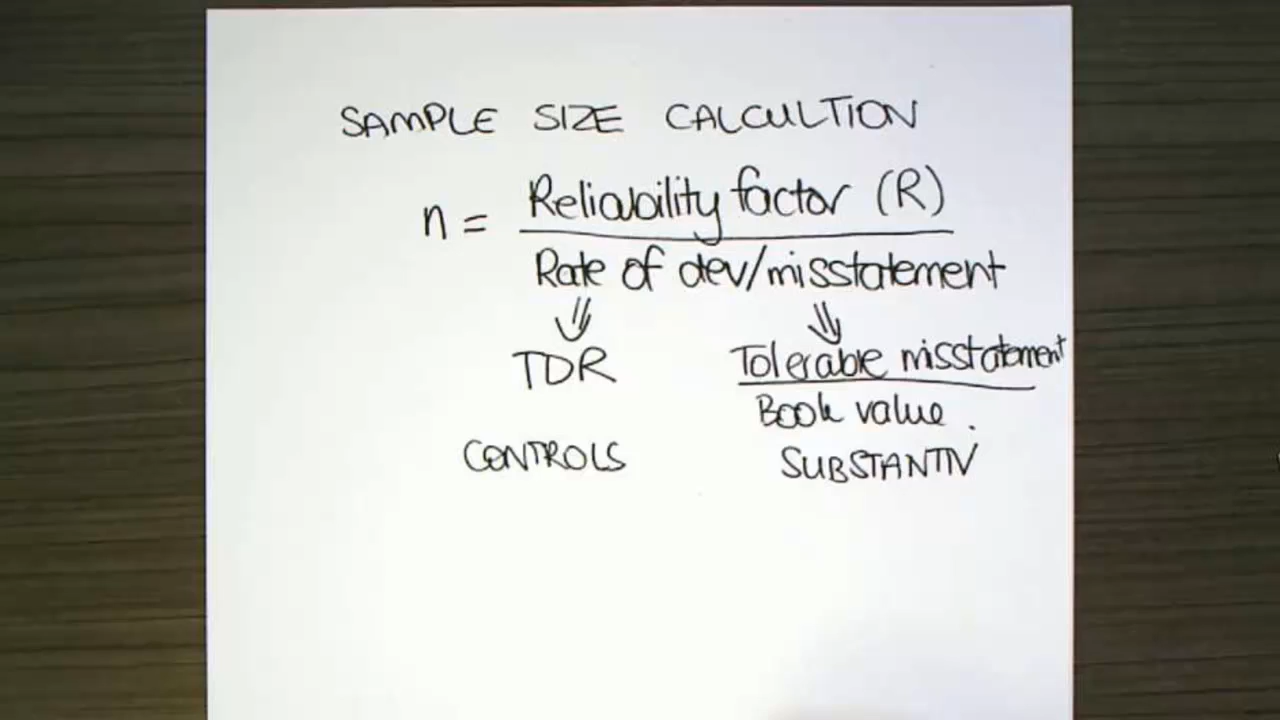 SAMPLE SIZE CALCULTION
n = Reliability factor (R)
Rate of dev/misstatement
⇓ ⇓
TDR Tolerable misstatement
Book value.
CONTROLS SUBSTANTIV